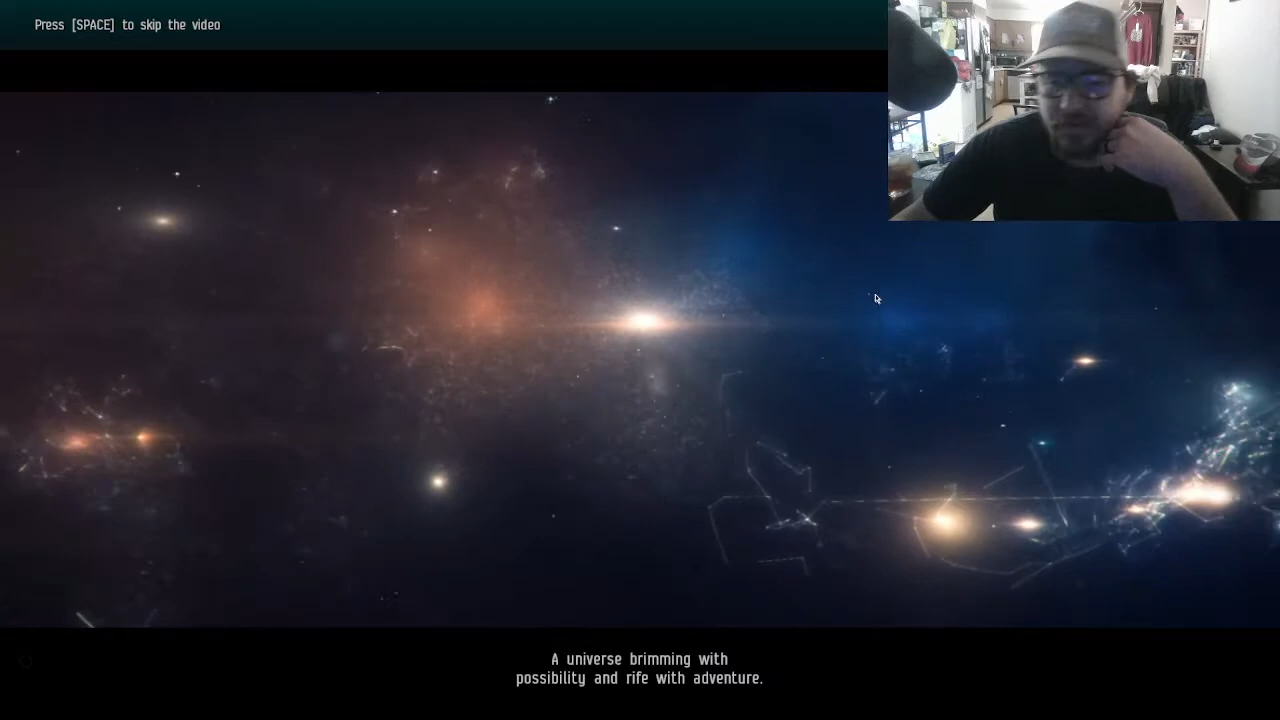 Press [SPACE] to skip the video
A universe brimming with
possibility and rife with adventure.